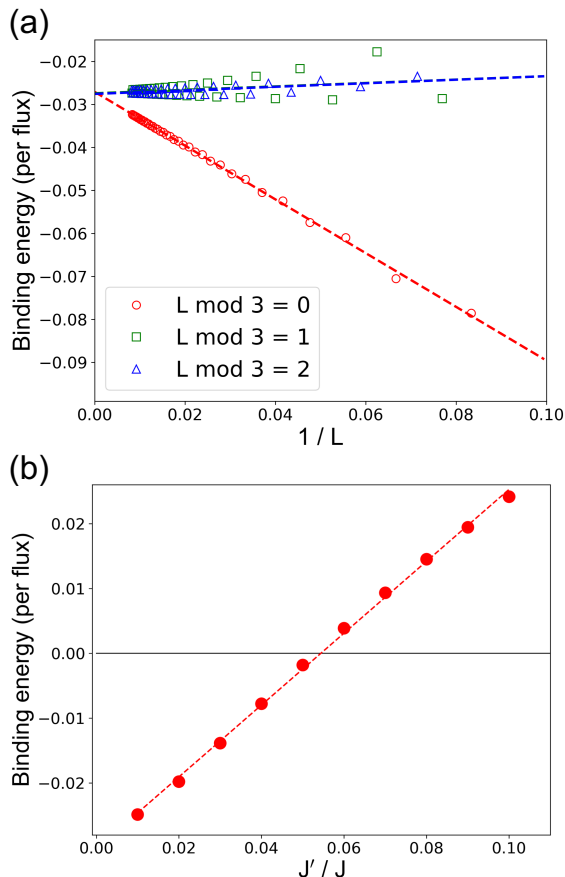 (a)
Binding energy (per flux)
−0.02
−0.03
−0.04
−0.05
−0.06
−0.07
−0.08
−0.09
L mod 3 = 0
L mod 3 = 1
L mod 3 = 2
0.00 0.02 0.04 0.06 0.08 0.10
1 / L
(b)
Binding energy (per flux)
0.02
0.01
0.00
−0.01
−0.02
0.00 0.02 0.04 0.06 0.08 0.10
J′ / J